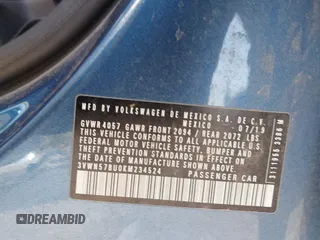 MFD BY VOLKSWAGEN DE MEXICO S.A. DE C.V.
MEXICO 07/19
GVWR 4057 GAWR FRONT 2094 / REAR 2072 LBS
THIS VEHICLE CONFORMS TO ALL APPLICABLE
FEDERAL MOTOR VEHICLE SAFETY, BUMPER AND
THEFT PREVENTION STANDARDS IN EFFECT ON
THE DATE OF MANUFACTURE SHOWN ABOVE.
3VWN57BU0KM234524
PASSENGER CAR
DREAMBID